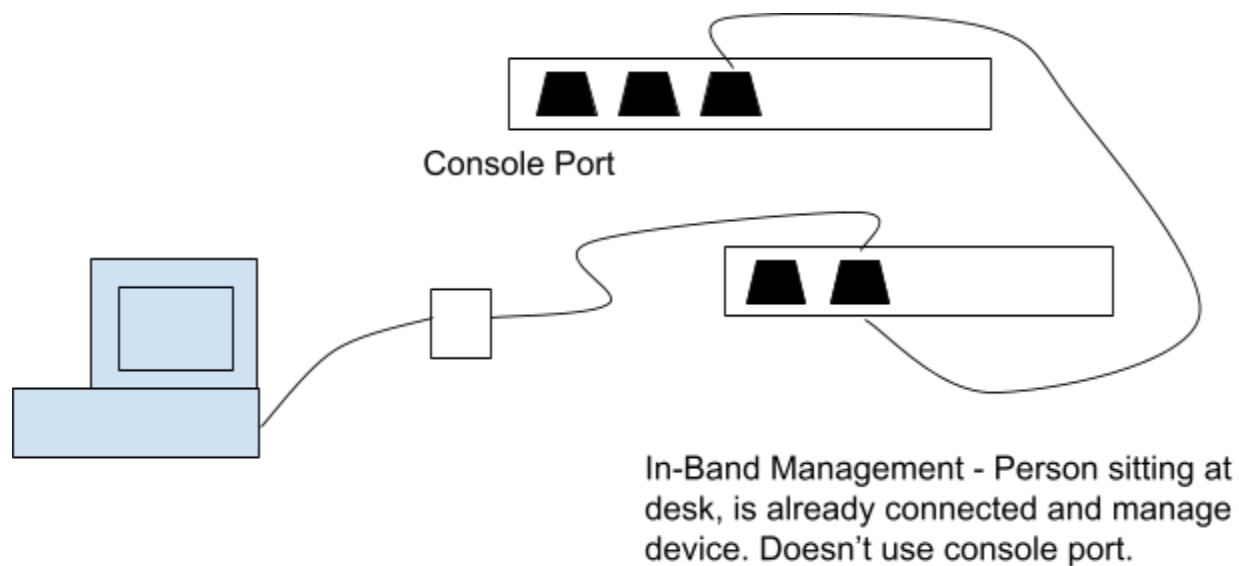 Console Port
In-Band Management - Person sitting at
desk, is already connected and manage
device. Doesn’t use console port.